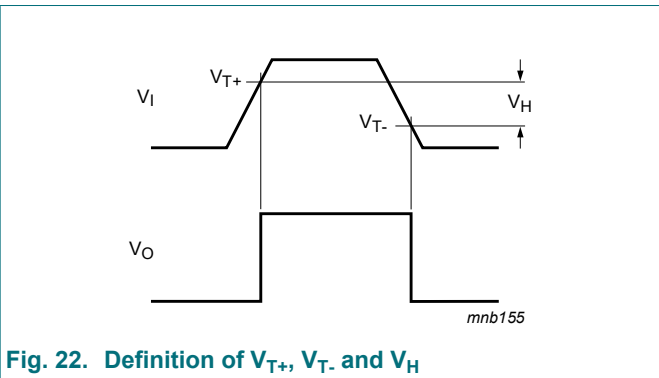 VT+
VI
VH
VT-
VO
mnb155
Fig. 22. Definition of VT+, VT- and VH